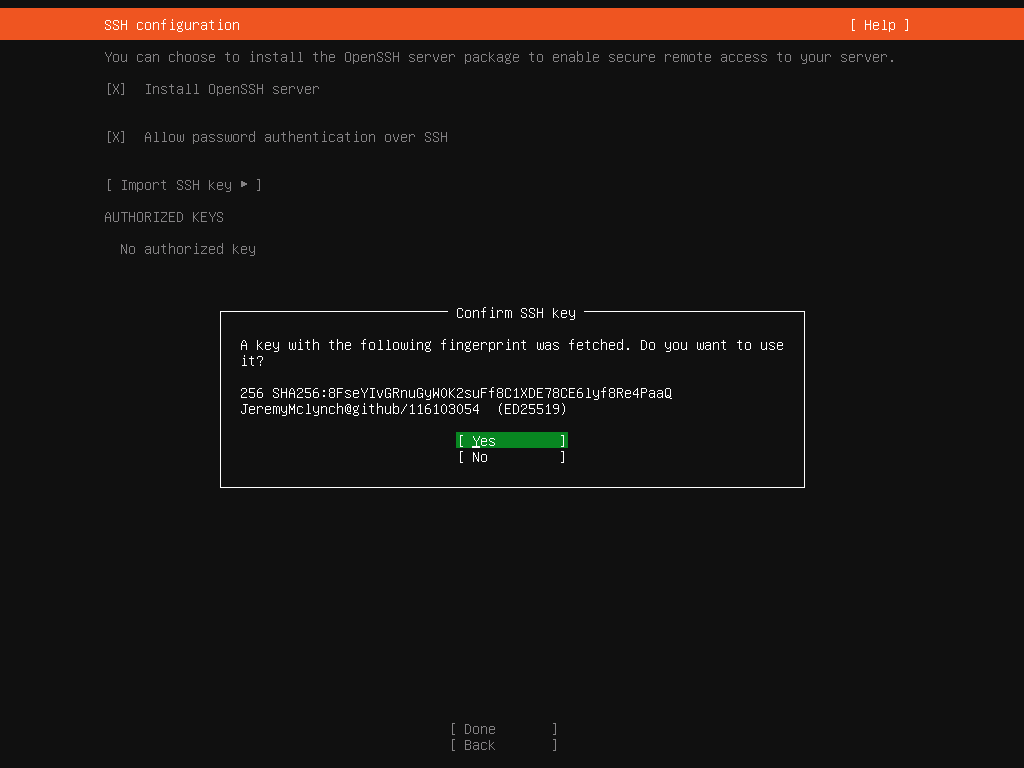 SSH configuration [ Help ]
You can choose to install the OpenSSH server package to enable secure remote access to your server.
[X] Install OpenSSH server
[X] Allow password authentication over SSH
[ Import SSH key ▸ ]
AUTHORIZED KEYS
No authorized key
Confirm SSH key
A key with the following fingerprint was fetched. Do you want to use
it?
256 SHA256:8FseYIvGRnuGyW0K2suFf8C1XDE78CE6lyf8Re4PaaQ
JeremyMclynch@github/116103054 (ED25519)
[ Yes ]
[ No ]
[ Done ]
[ Back ]